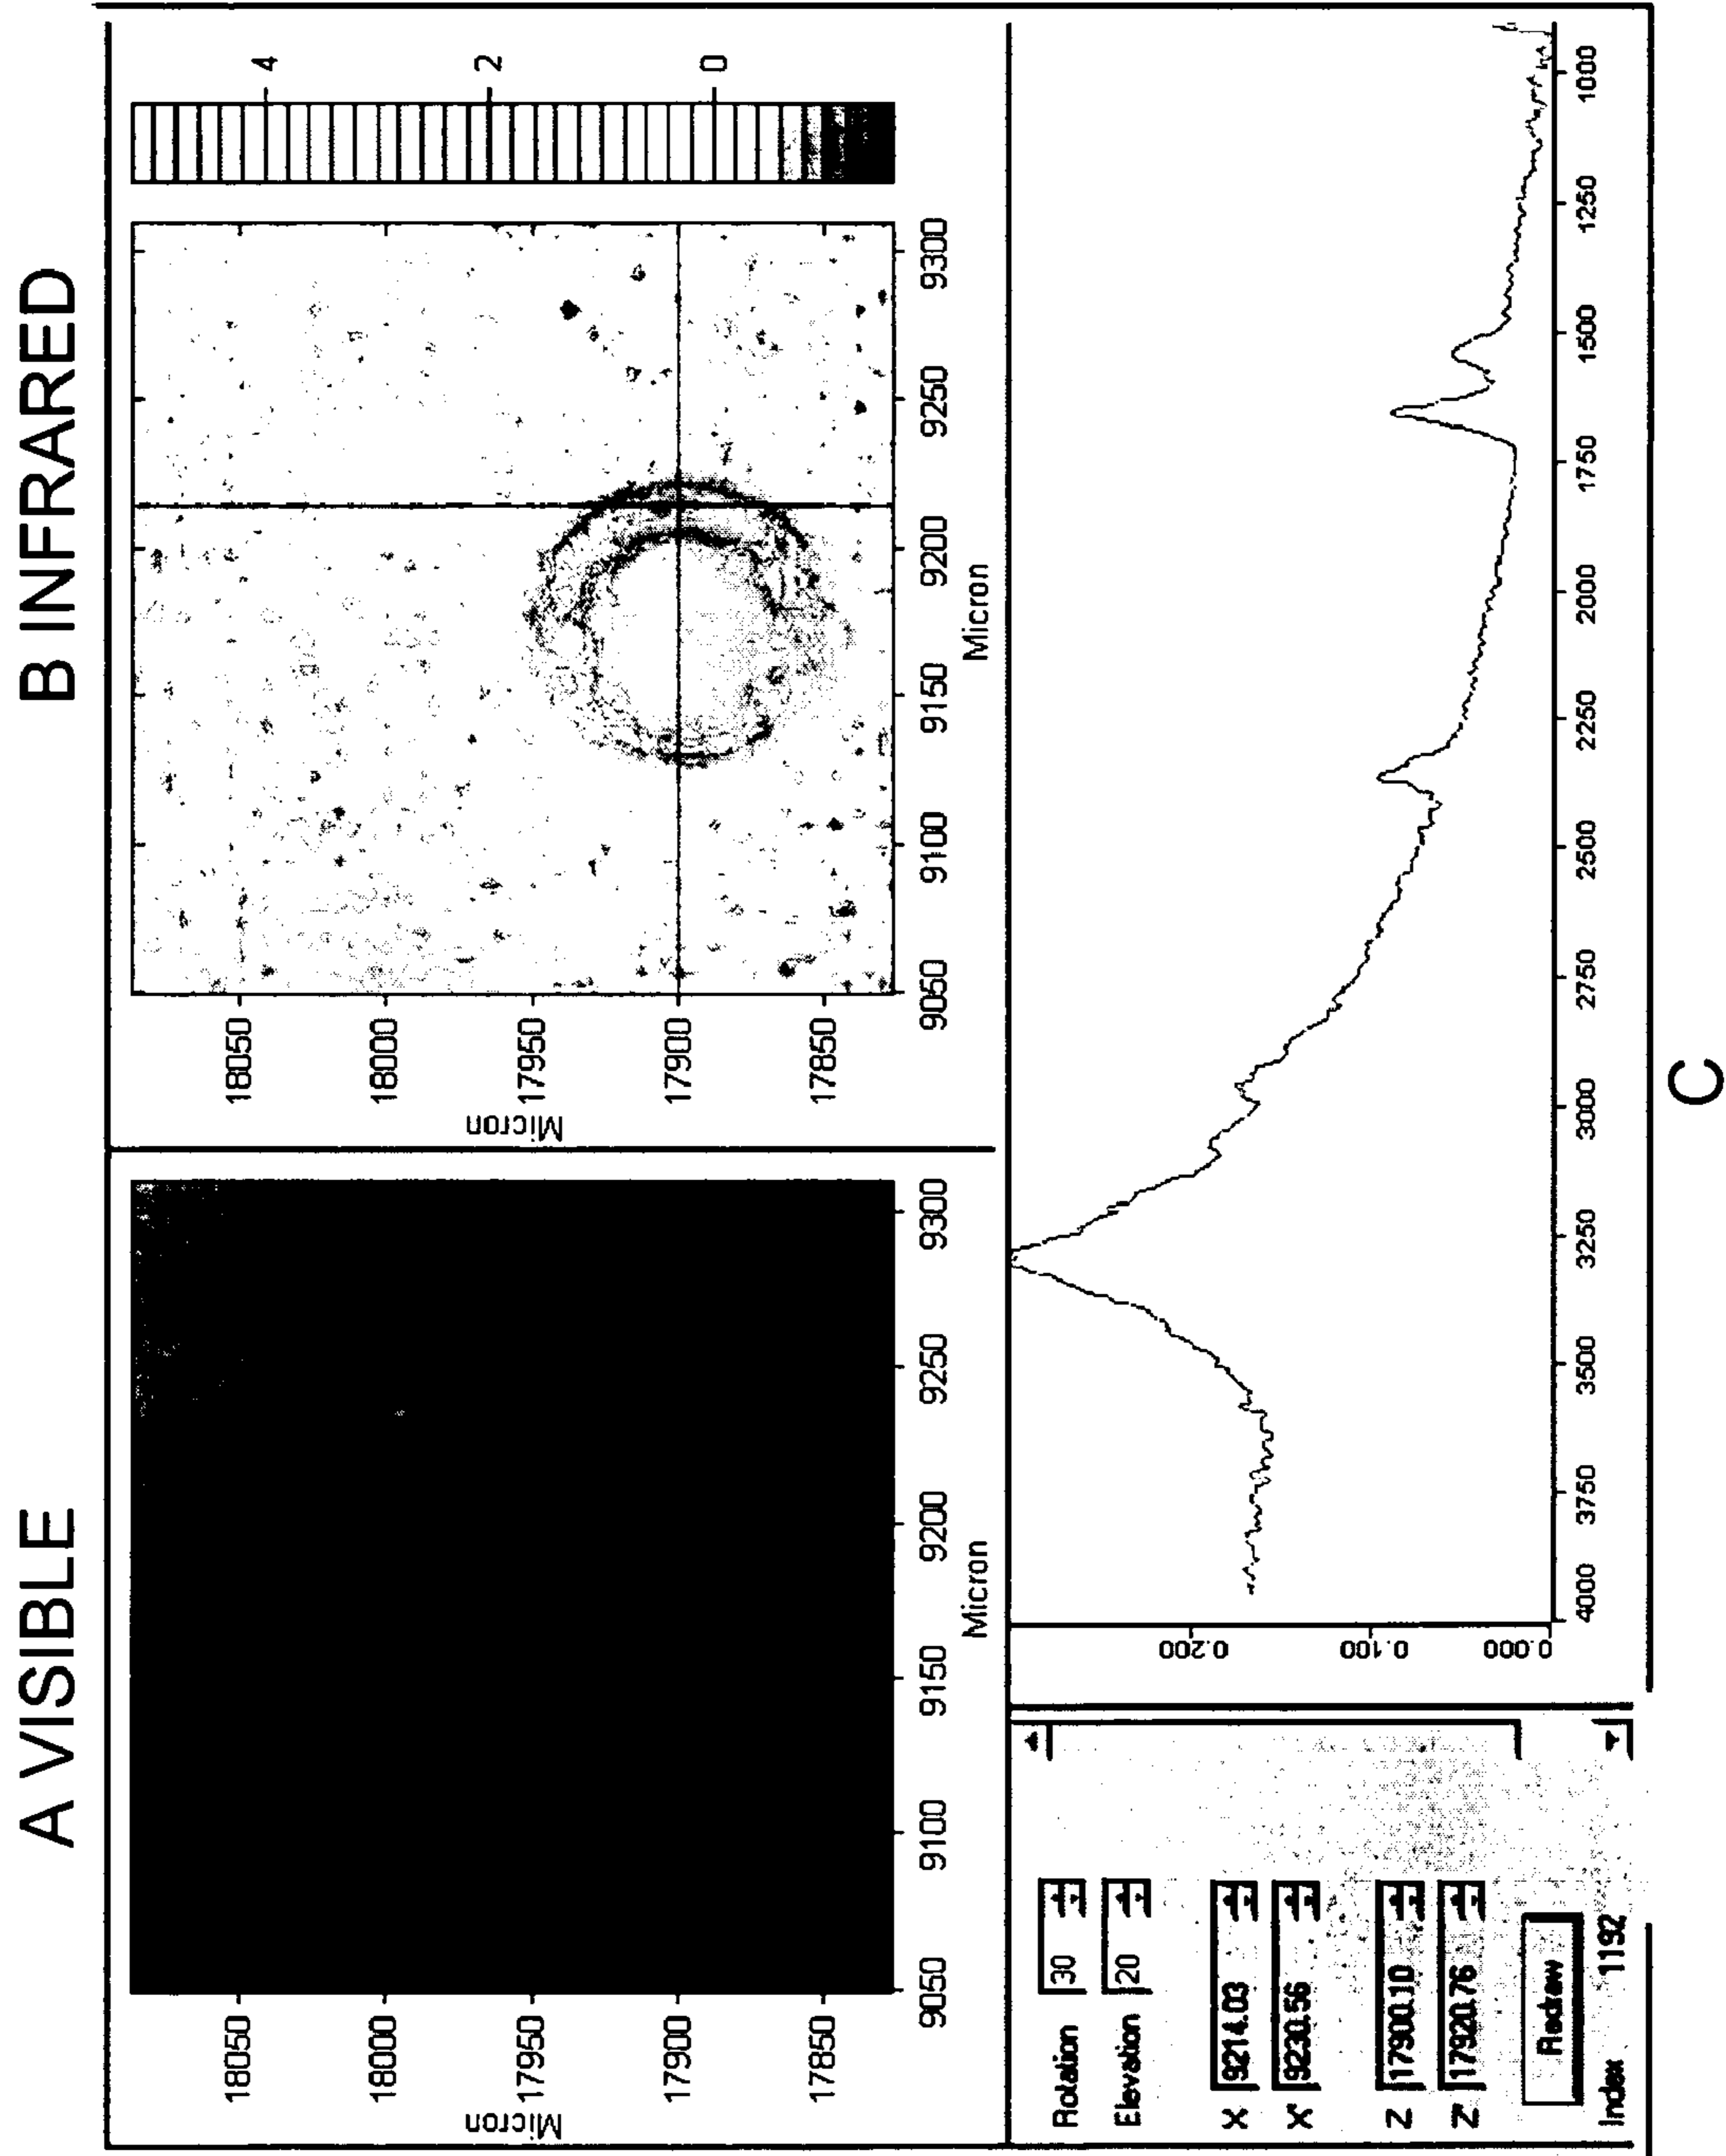 A VISIBLE
B INFRARED
Micron
18050
18000
17950
17900
17850
9050
9100
9150
9200
9250
9300
Micron
Micron
18050
18000
17950
17900
17850
9050
9100
9150
9200
9250
9300
Micron
4
2
0
Rotation 30
Elevation 20
X 9214.03
X' 9230.56
Z 17900.10
Z' 17920.76
Redraw
Index 1192
0.200
0.100
0.000
4000 3750 3500 3250 3000 2750 2500 2250 2000 1750 1500 1250 1000
C